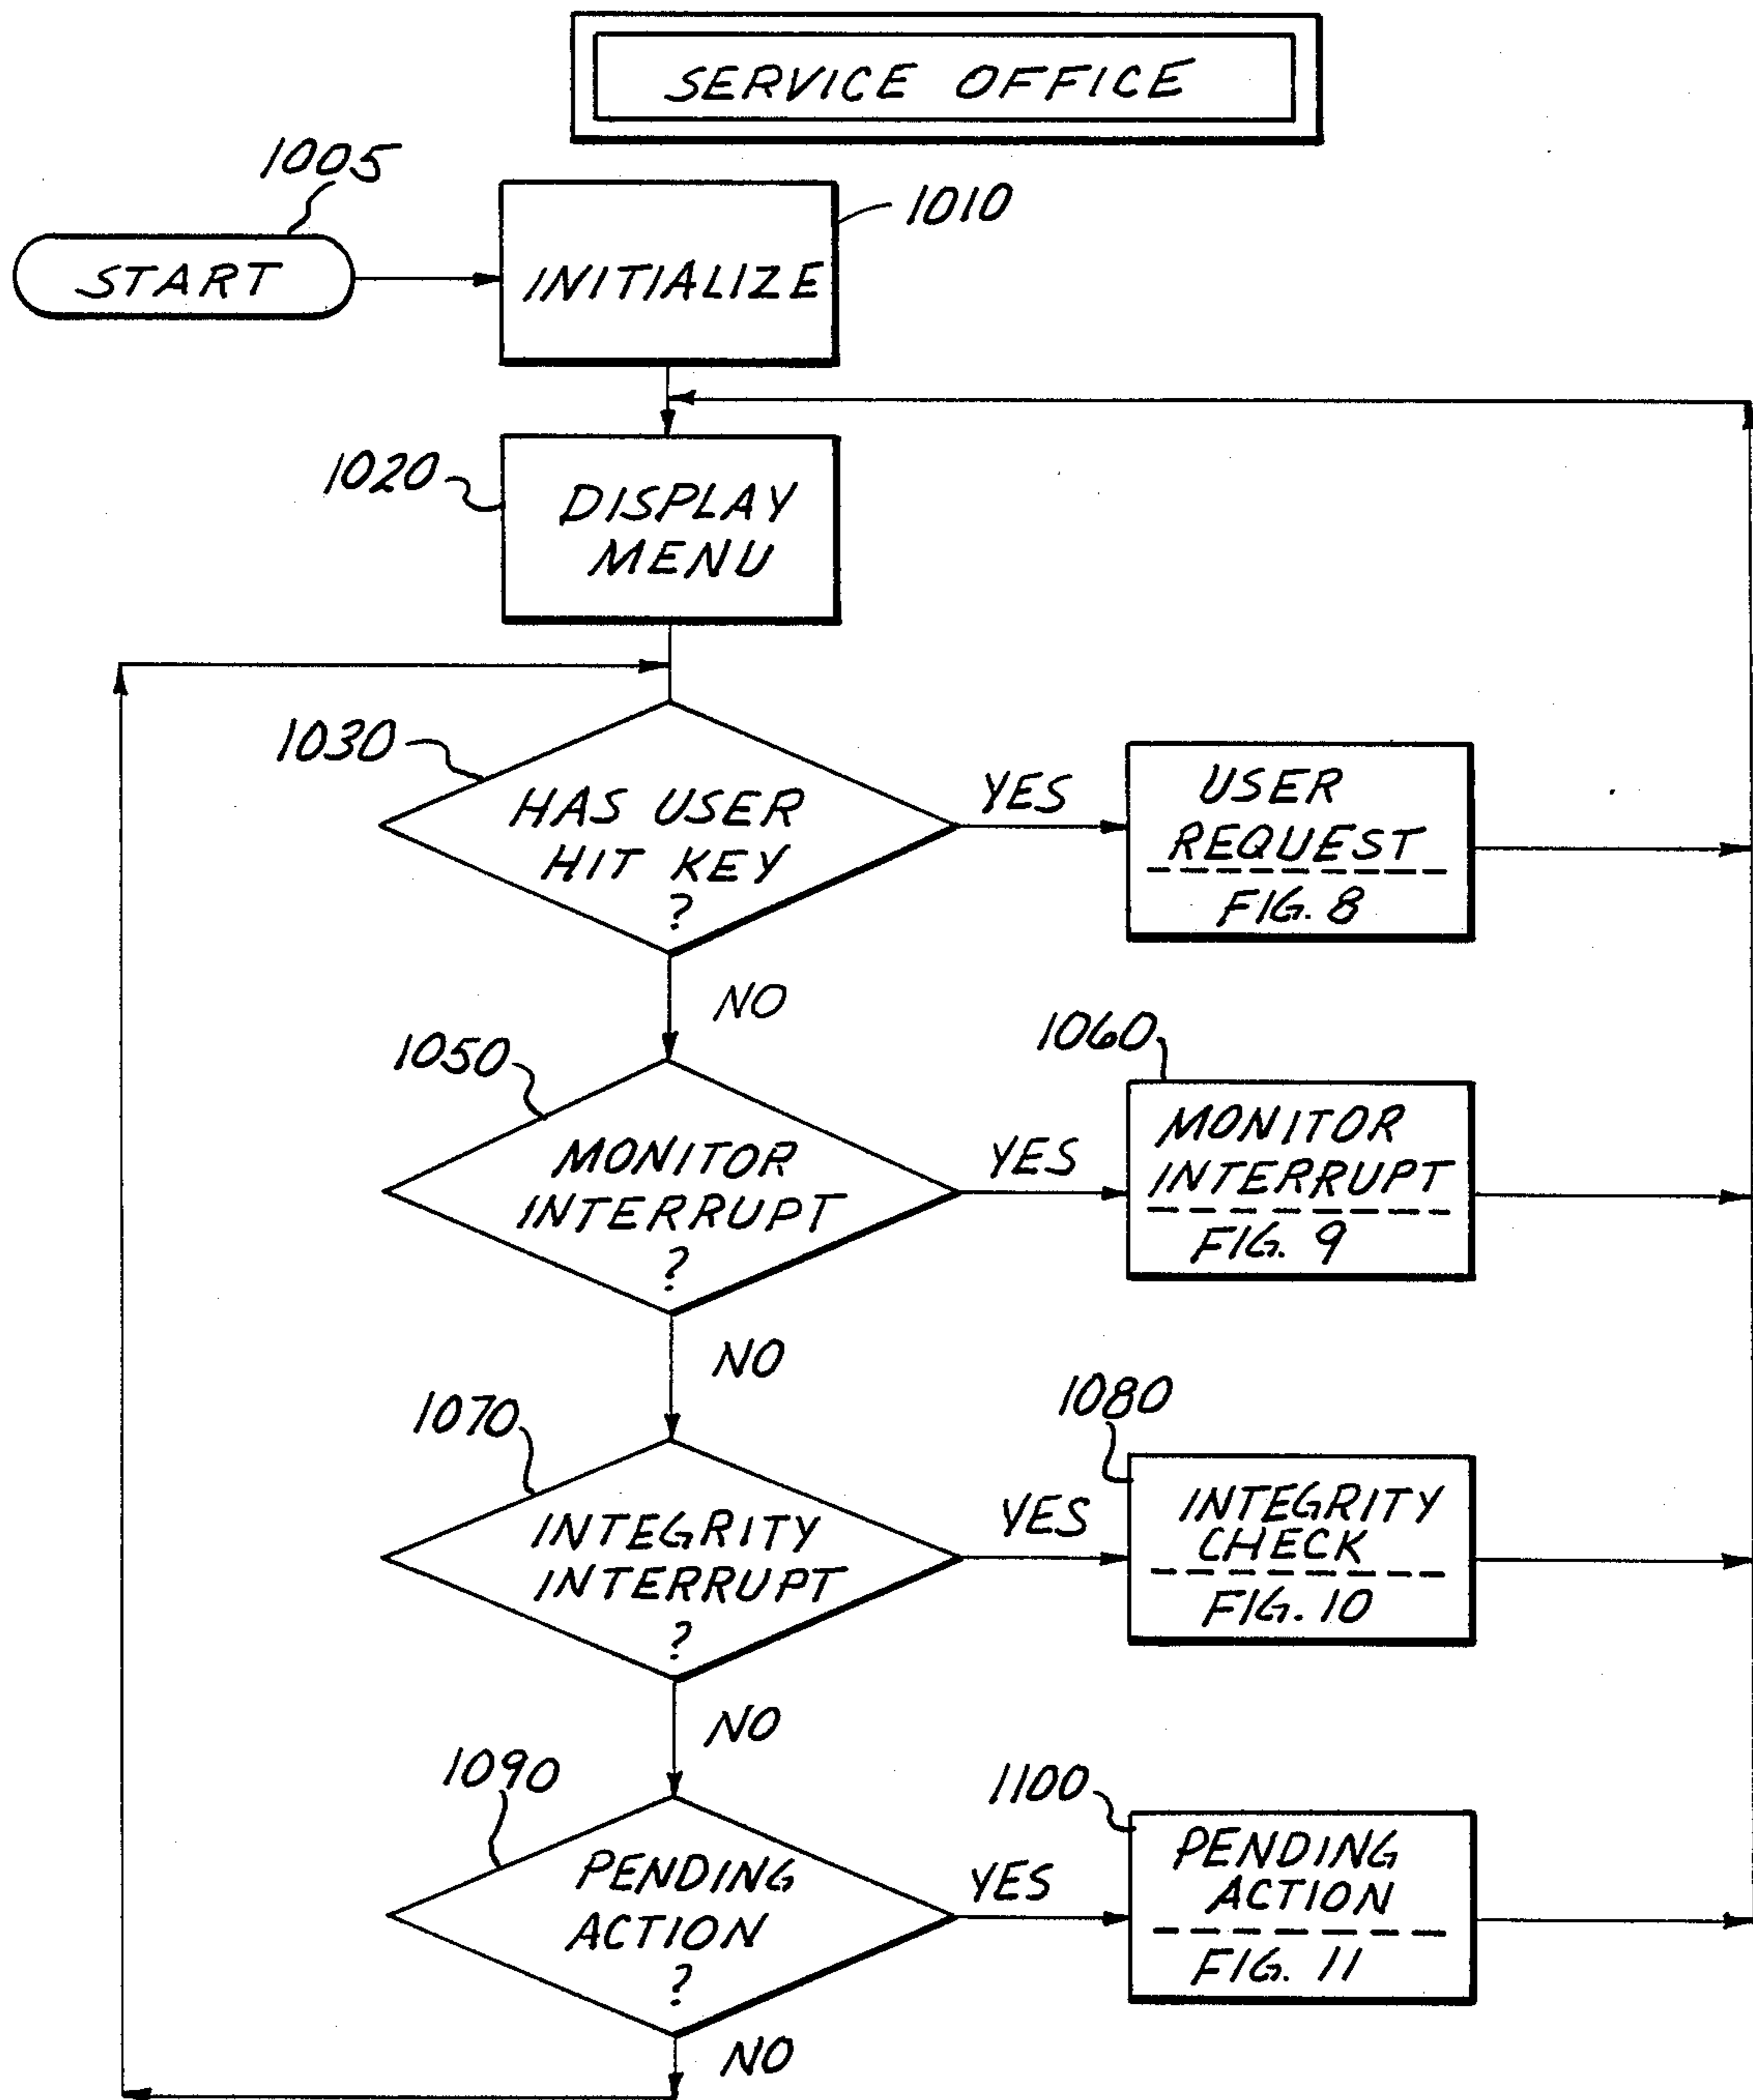 SERVICE OFFICE
1005
START
INITIALIZE
1010
1020
DISPLAY
MENU
1030
HAS USER
HIT KEY
?
YES
USER
REQUEST
FIG. 8
NO
1050
MONITOR
INTERRUPT
?
YES
1060
MONITOR
INTERRUPT
FIG. 9
NO
1070
INTEGRITY
INTERRUPT
?
YES
1080
INTEGRITY
CHECK
FIG. 10
NO
1090
PENDING
ACTION
?
YES
1100
PENDING
ACTION
FIG. 11
NO